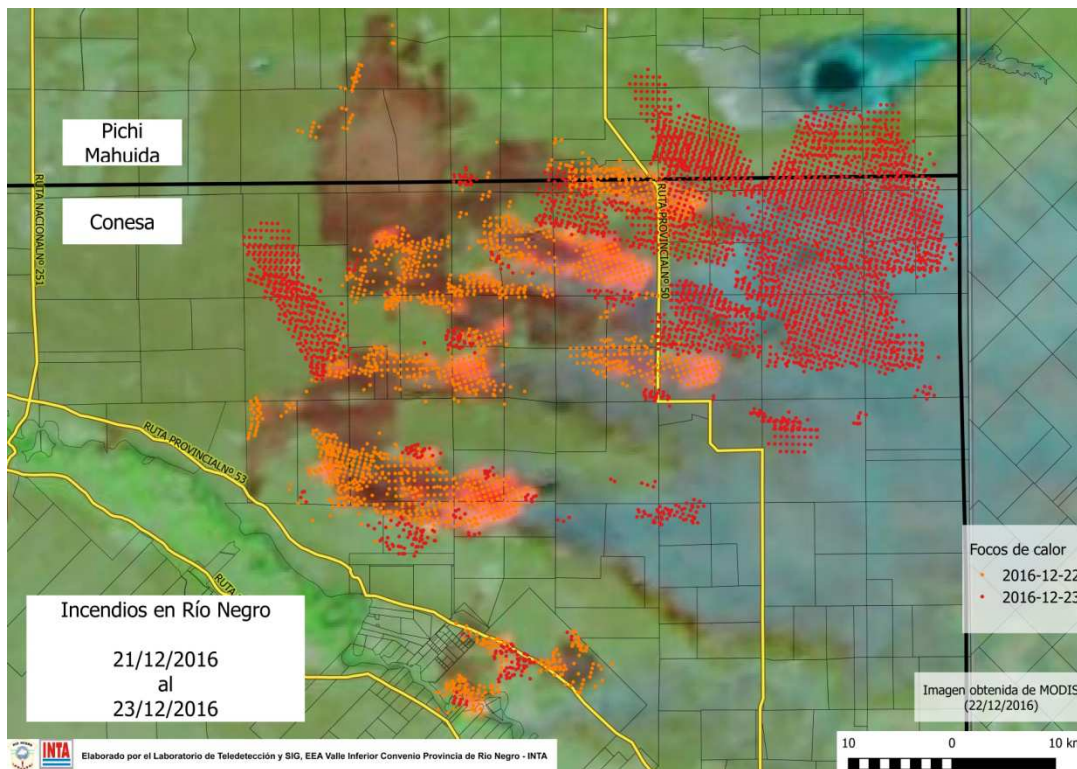 Pichi
Mahuida
Conesa
RUTA NACIONAL Nº 251
RUTA PROVINCIAL Nº 50
RUTA PROVINCIAL Nº 53
RUTA
Incendios en Río Negro
21/12/2016
al
23/12/2016
Focos de calor
2016-12-22
2016-12-23
Imagen obtenida de MODIS
(22/12/2016)
INTA
Elaborado por el Laboratorio de Teledetección y SIG, EEA Valle Inferior Convenio Provincia de Río Negro - INTA
10 0 10 km